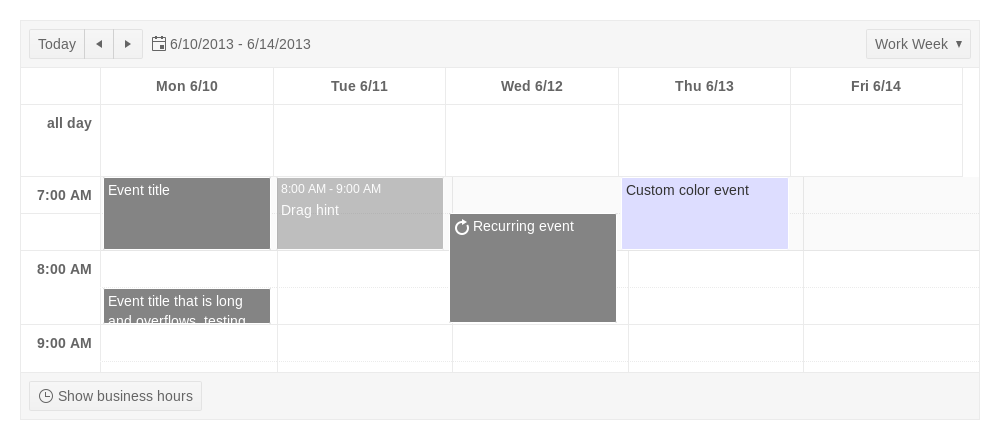 Today
6/10/2013 - 6/14/2013
Work Week
Mon 6/10
Tue 6/11
Wed 6/12
Thu 6/13
Fri 6/14
all day
7:00 AM
Event title
8:00 AM - 9:00 AM
Drag hint
Custom color event
Recurring event
8:00 AM
Event title that is long
and overflows, testing
9:00 AM
Show business hours